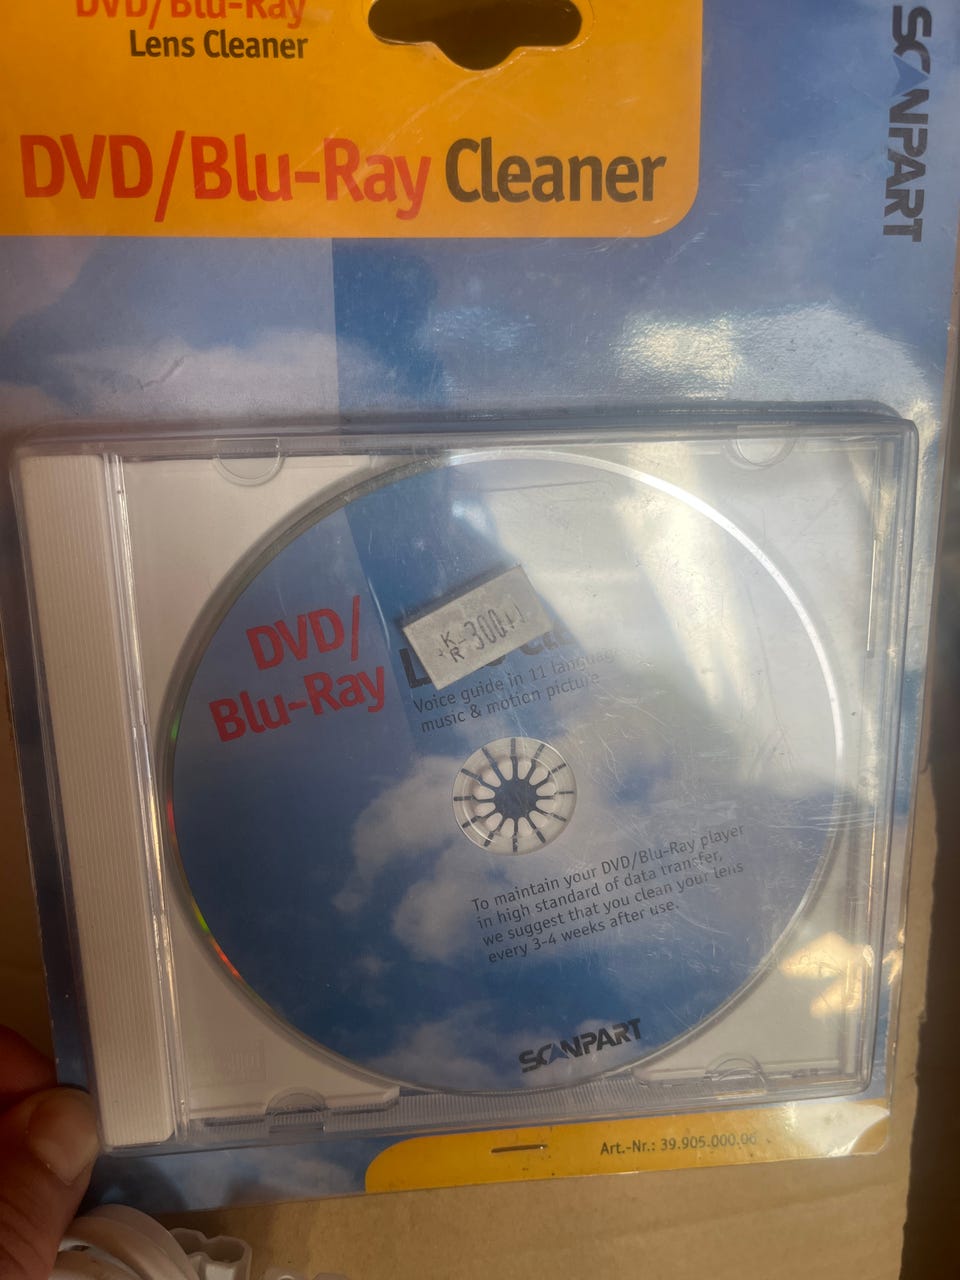 DVD/Blu-Ray
Lens Cleaner
DVD/Blu-Ray Cleaner
SCANPART
DVD/
Blu-Ray
K
R
300
Voice guide in 11
music & motion picture
To maintain your DVD/Blu-Ray player
in high standard of data transfer,
we suggest that you clean your lens
every 3-4 weeks after use.
SCANPART
Art.-Nr.: 39.905.000.06